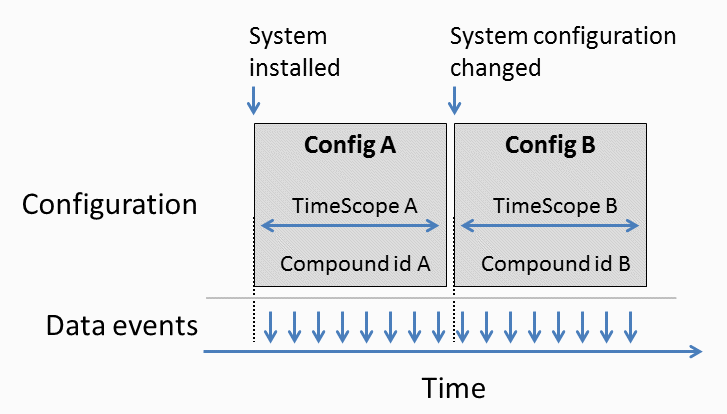 System
installed
System configuration
changed
Config A
Config B
Configuration
TimeScope A
TimeScope B
Compound id A
Compound id B
Data events
Time